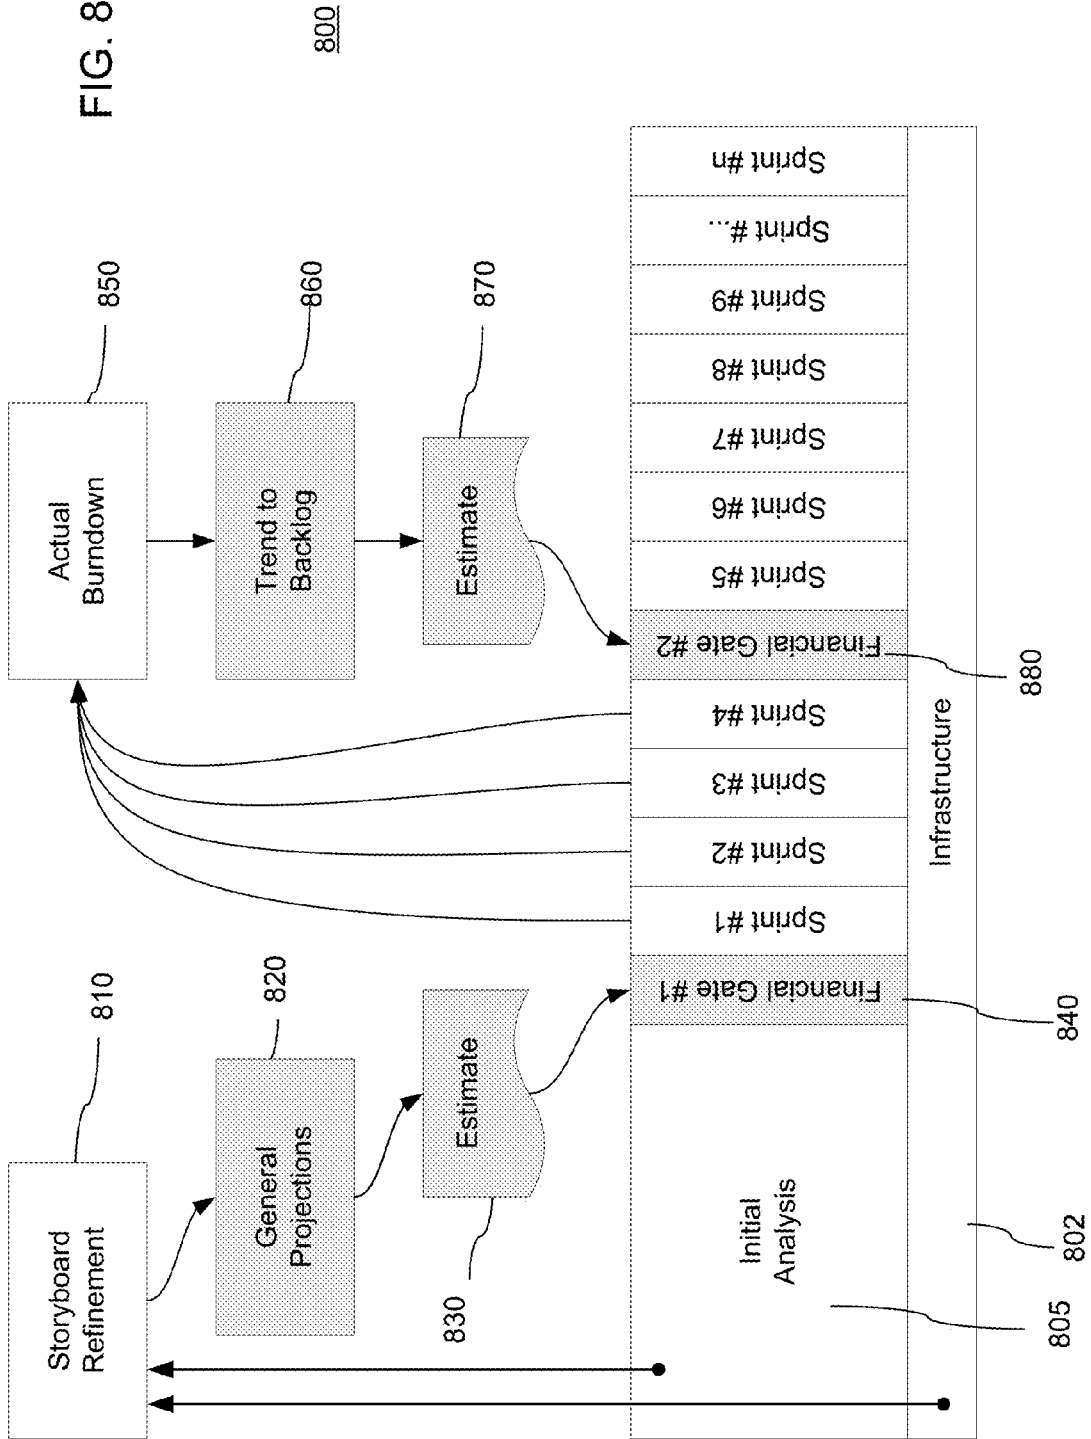 FIG. 8
800
Storyboard
Refinement
810
Actual
Burndown
850
General
Projections
820
Trend to
Backlog
860
Estimate
830
Estimate
870
Initial
Analysis
805
Financial Gate #1
840
Sprint #1
Sprint #2
Sprint #3
Sprint #4
Financial Gate #2
880
Sprint #5
Sprint #6
Sprint #7
Sprint #8
Sprint #9
Sprint #...
Sprint #n
Infrastructure
802